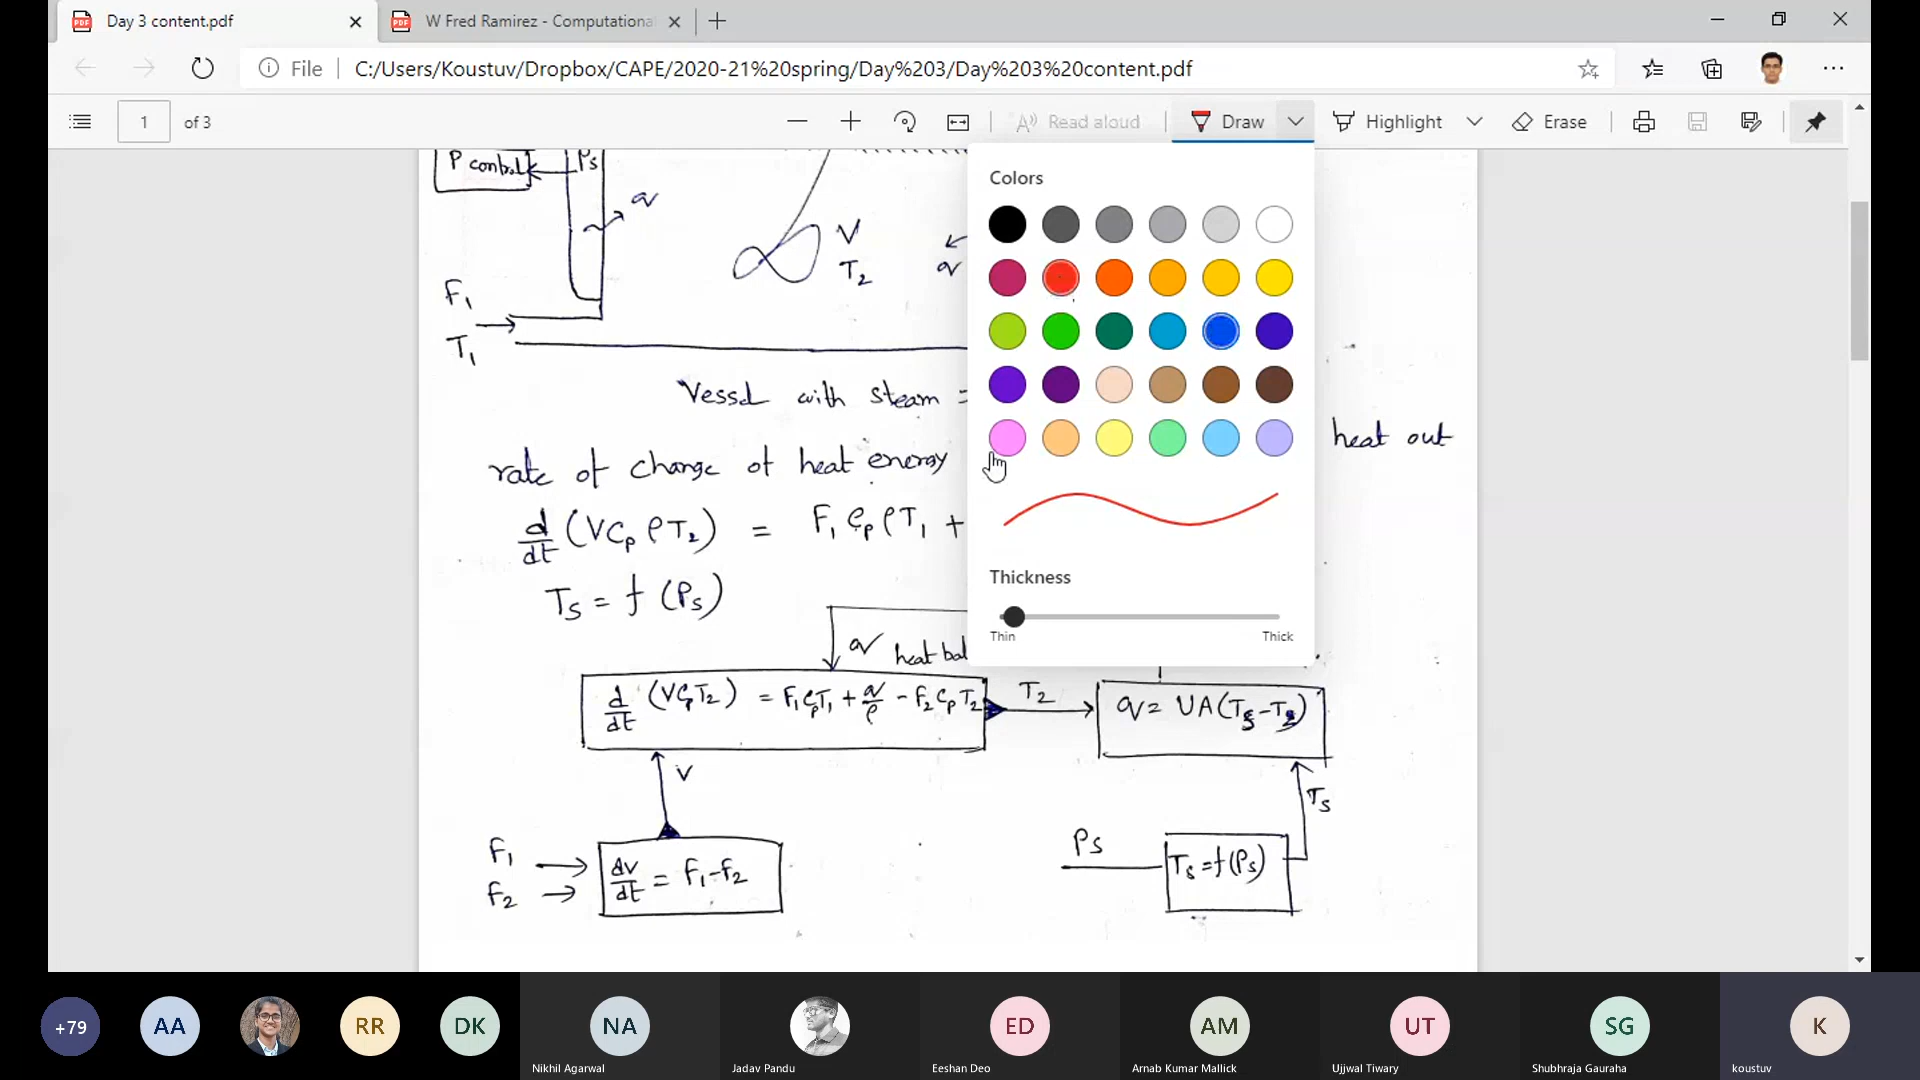 Day 3 content.pdf
W Fred Ramirez - Computationa
File
C:/Users/Koustuv/Dropbox/CAPE/2020-21%20spring/Day%203/Day%203%20content.pdf
1 of 3
Read aloud
Draw
Highlight
Erase
Colors
Thickness
Thin
Thick
P control
Ps
q
V
T2
q
F1
T1
Vessel with steam =
rate of change of heat energy
heat out
d/dt (VCp ρT2) = F1 Cp ρT1 +
Ts = f (Ps)
q heat bal
d/dt (VCpT2) = F1CpT1 + q/ρ - F2 Cp T2
T2
q = UA(Ts-T2)
V
Ts
Ps
F1
F2
dv/dt = F1-F2
Ts = f(Ps)
+79
AA
RR
DK
NA
ED
AM
UT
SG
K
Nikhil Agarwal
Jadav Pandu
Eeshan Deo
Arnab Kumar Mallick
Ujjwal Tiwary
Shubhraja Gauraha
koustuv